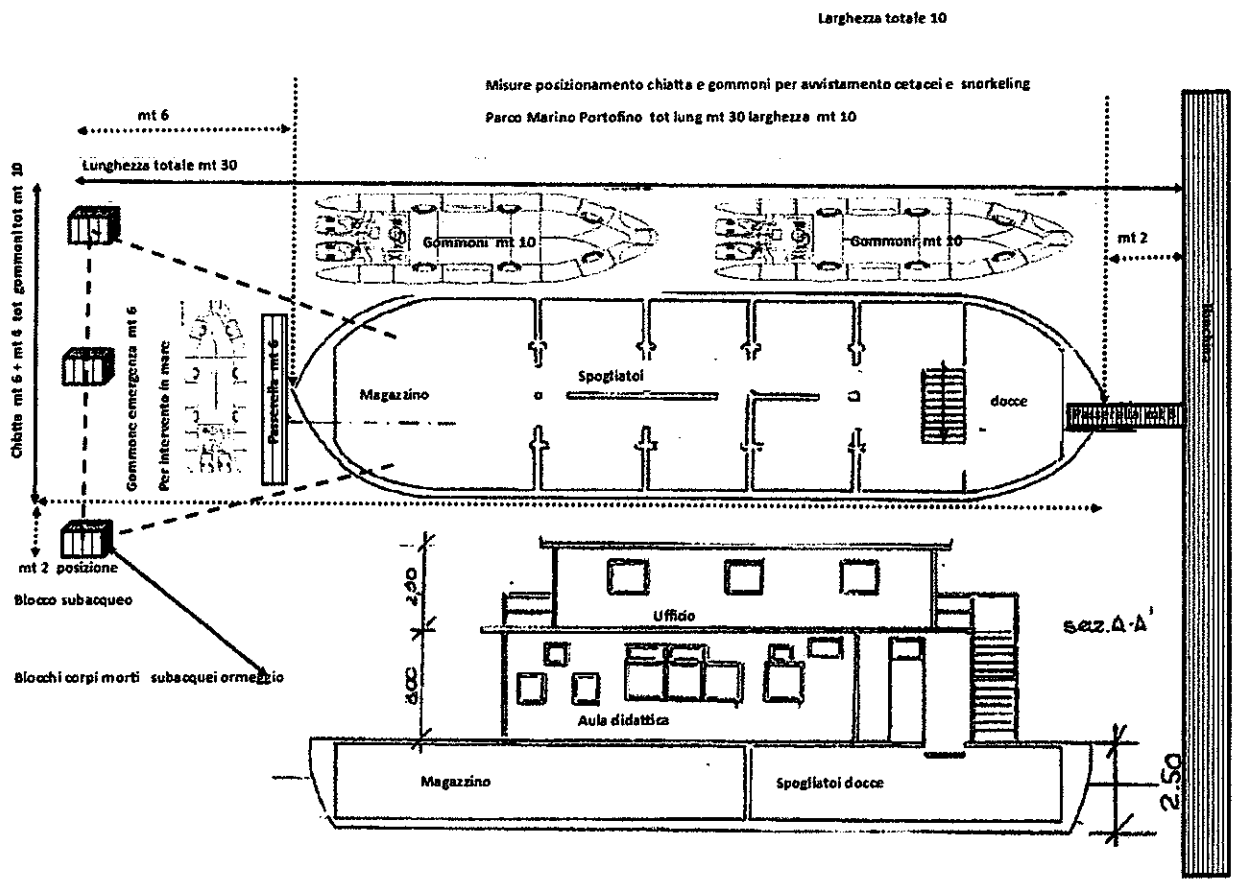 Larghezza totale 10
Misure posizionamento chiatta e gommoni per avvistamento cetacei e snorkeling
Parco Marino Portofino tot lung mt 30 larghezza mt 10
mt 6
Lunghezza totale mt 30
Chiatta mt 6 + mt 4 tot gommoni tot mt 10
Gommoni mt 10
Gommoni mt 10
mt 2
Gommone emergenza mt 6
Per intervento in mare
Passerella mt 6
Magazzino
Spogliatoi
docce
Passerella mt
mt 2 posizione
Blocco subacqueo
Blocchi corpi morti subacquei ormeggio
Ufficio
Aula didattica
sez. A-A'
Magazzino
Spogliatoi docce
2.50